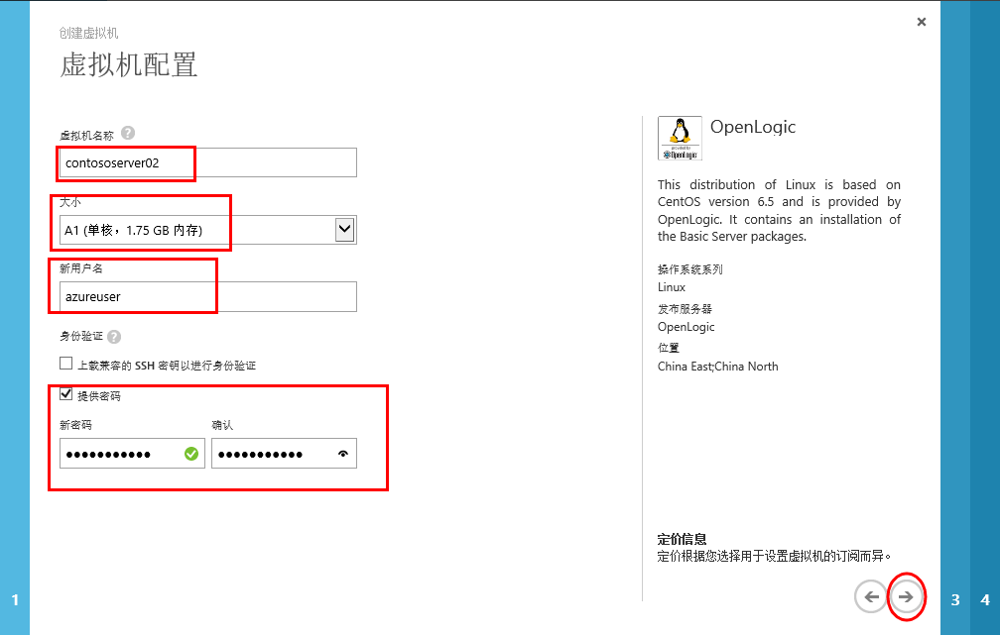 创建虚拟机
虚拟机配置
虚拟机名称
contososerver02
大小
A1 (单核，1.75 GB 内存)
新用户名
azureuser
身份验证
上载兼容的 SSH 密钥以进行身份验证
提供密码
新密码 确认
●●●●●●●●●●● ●●●●●●●●●●●
provided by
OpenLogic
OpenLogic
This distribution of Linux is based on
CentOS version 6.5 and is provided by
OpenLogic. It contains an installation of
the Basic Server packages.
操作系统系列
Linux
发布服务器
OpenLogic
位置
China East;China North
定价信息
定价根据您选择用于设置虚拟机的订阅而异。
1
3 4